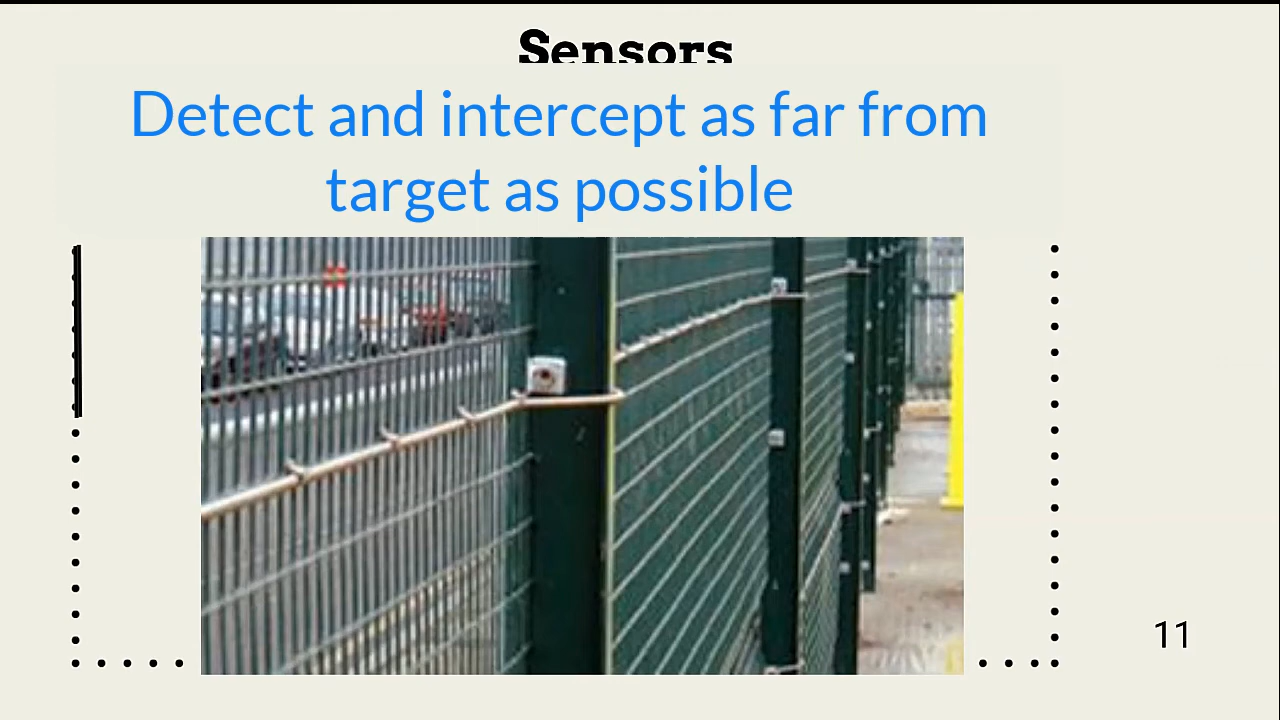 Sensors
Detect and intercept as far from
target as possible
11